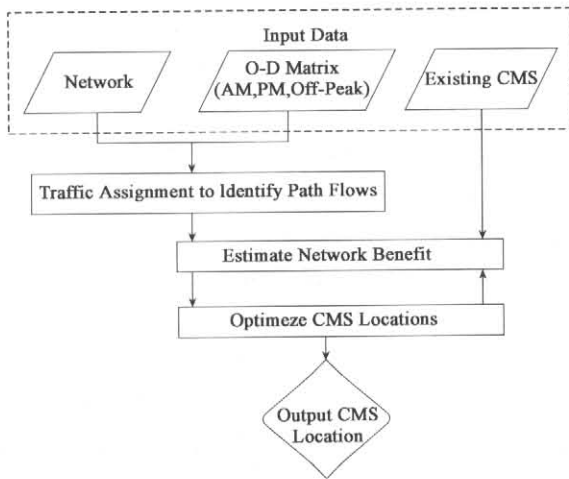 Input Data
Network
O-D Matrix
(AM,PM,Off-Peak)
Existing CMS
Traffic Assignment to Identify Path Flows
Estimate Network Benefit
Optimeze CMS Locations
Output CMS
Location